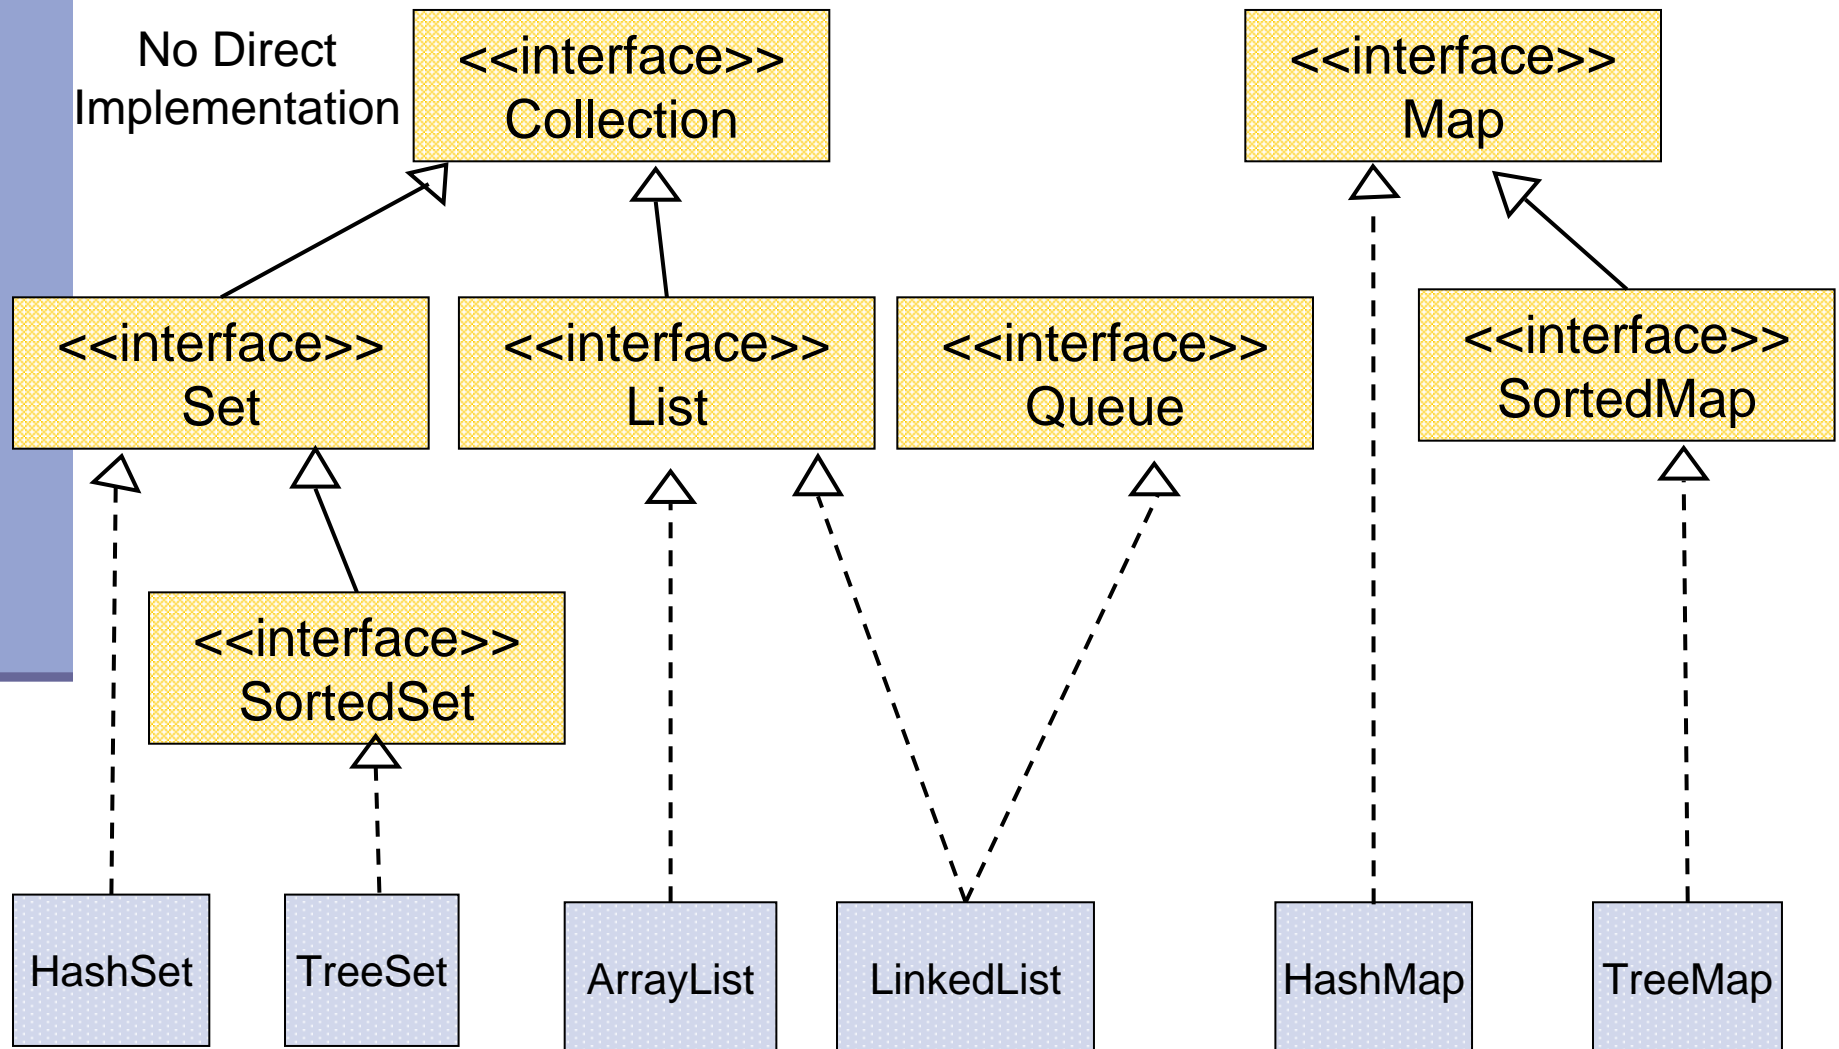 No Direct
Implementation
<<interface>>
Collection
<<interface>>
Map
<<interface>>
Set
<<interface>>
List
<<interface>>
Queue
<<interface>>
SortedMap
<<interface>>
SortedSet
HashSet
TreeSet
ArrayList
LinkedList
HashMap
TreeMap